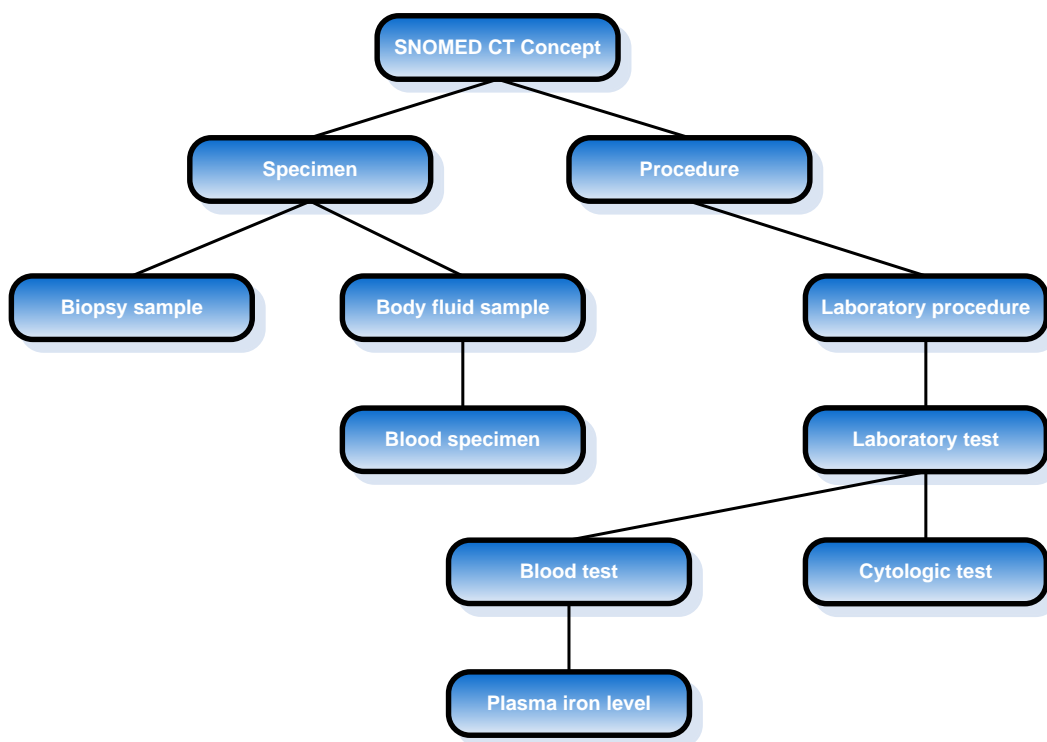 SNOMED CT Concept
Specimen
Procedure
Biopsy sample
Body fluid sample
Laboratory procedure
Blood specimen
Laboratory test
Blood test
Cytologic test
Plasma iron level